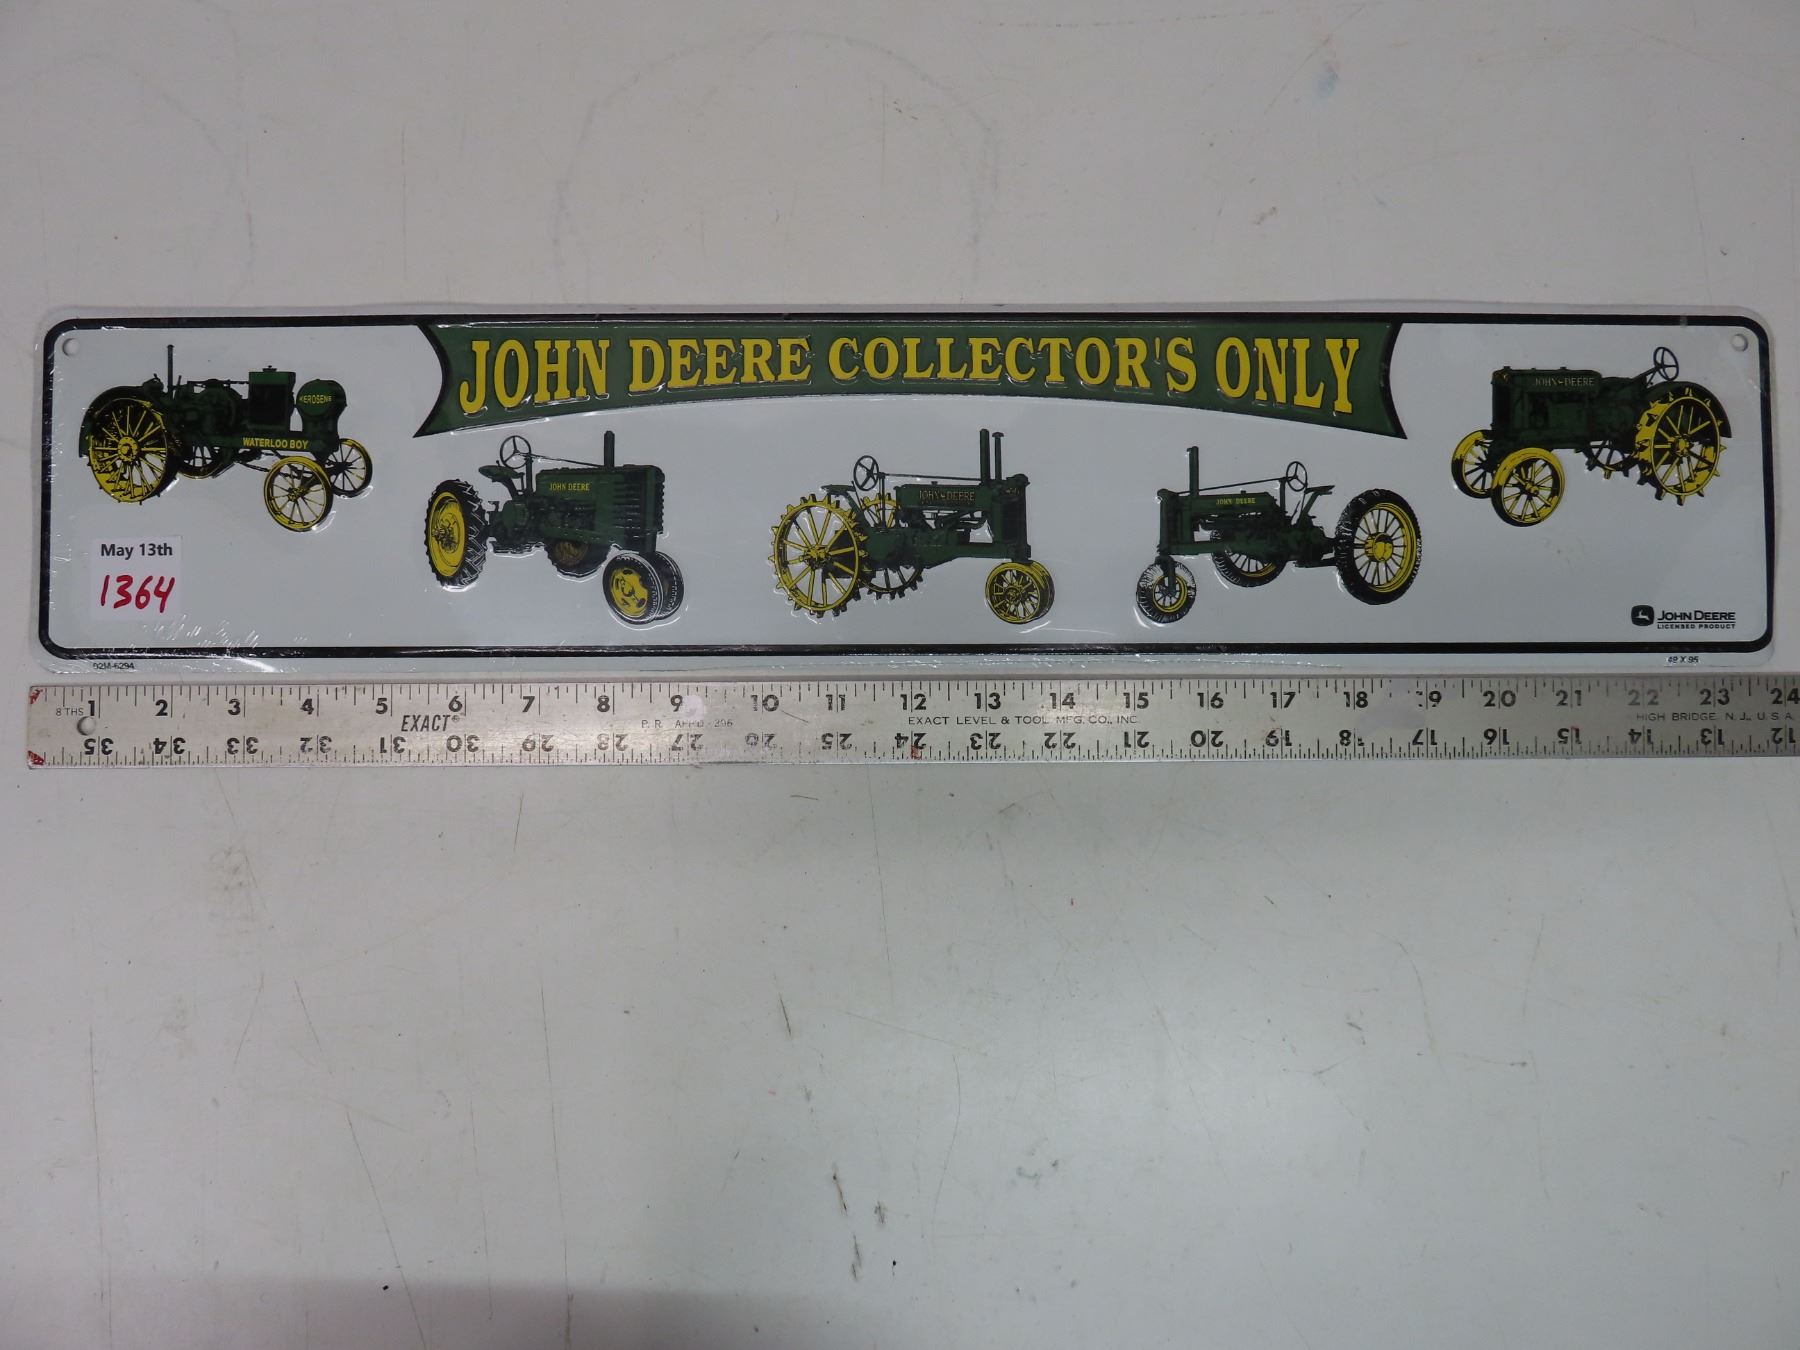 JOHN DEERE COLLECTOR'S ONLY
KEROSENE
WATERLOO BOY
JOHN DEERE
JOHN DEERE
JOHN DEERE
JOHN DEERE
May 13th
1364
JOHN DEERE
LICENSED PRODUCT
8 THS 1 2 3 4 5 6 7 8 9 10 11 12 13 14 15 16 17 18 19 20 21 22 23 24
EXACT®
EXACT LEVEL & TOOL MFG. CO., INC.
HIGH BRIDGE N. J., U. S. A.
35 34 33 32 31 30 29 28 27 26 25 24 23 22 21 20 19 18 17 16 15 14 13 12